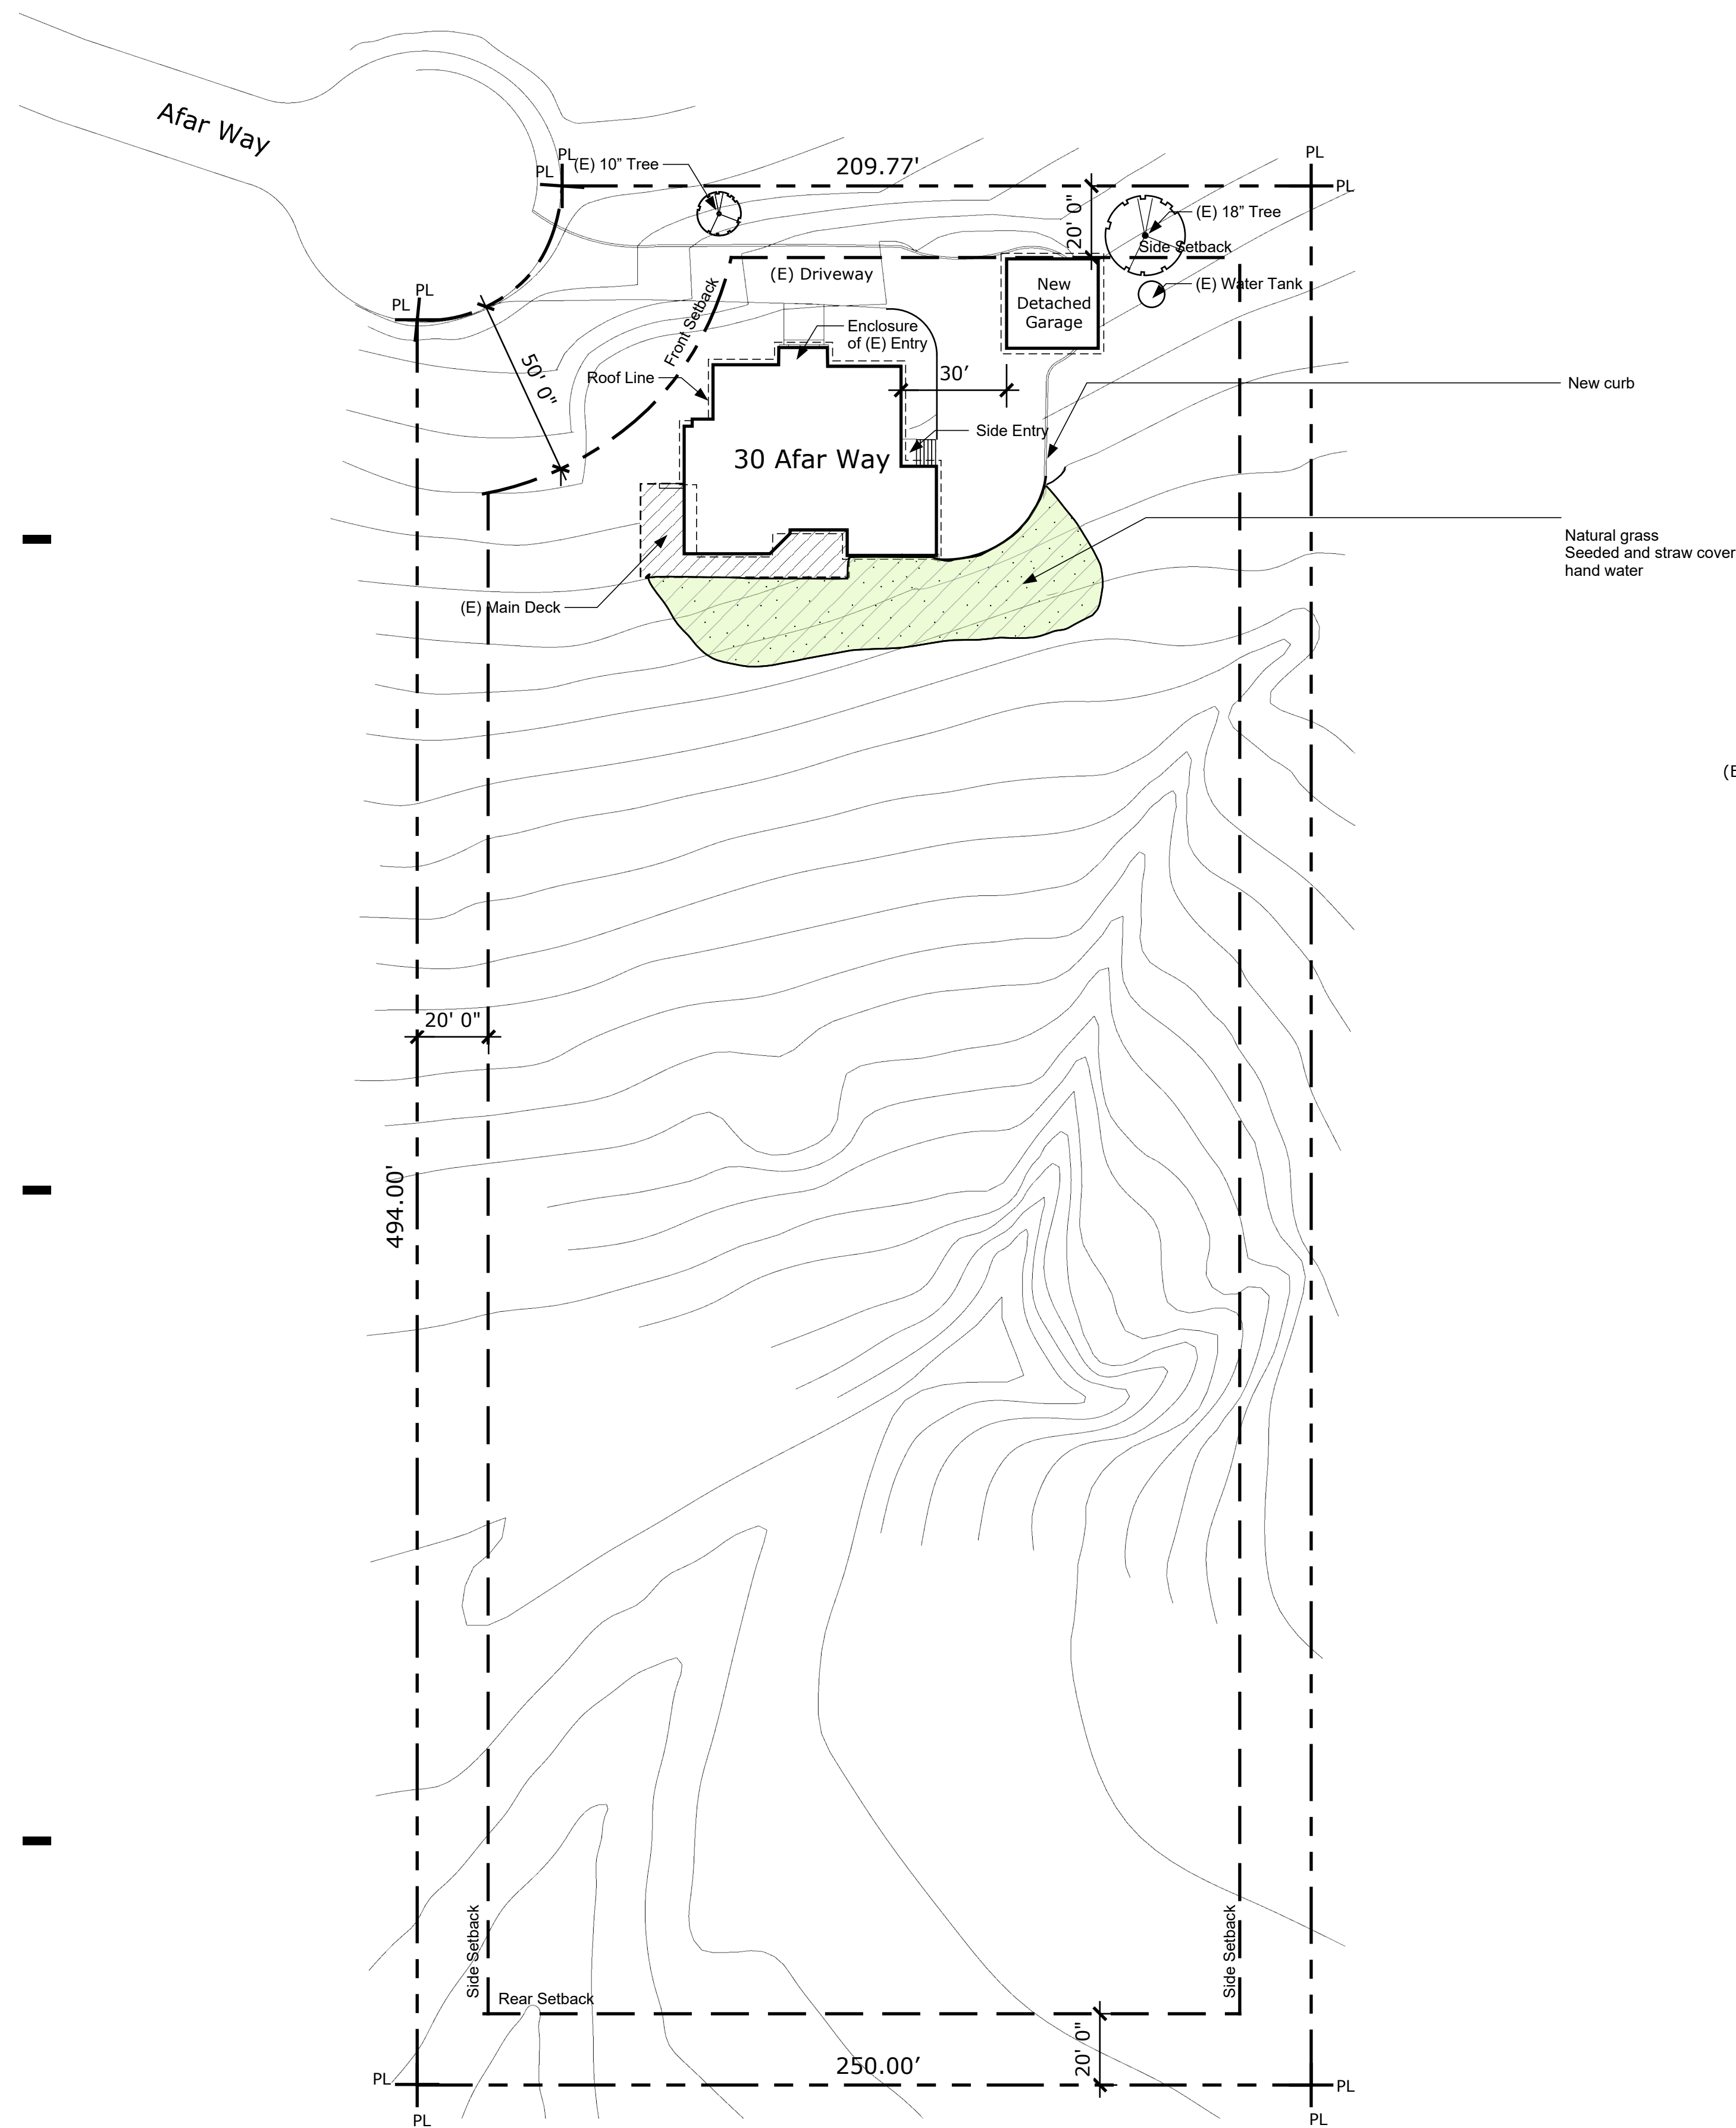 Afar Way
PL
PL
(E) 10” Tree
209.77'
PL
PL
20' 0"
(E) 18” Tree
Side Setback
(E) Driveway
(E) Water Tank
New
Detached
Garage
PL
PL
Front Setback
Enclosure
of (E) Entry
50' 0"
Roof Line
30’
New curb
Side Entry
30 Afar Way
Natural grass
Seeded and straw cover
hand water
(E) Main Deck
(E
20' 0"
494.00'
Side Setback
Side Setback
Rear Setback
20' 0"
250.00’
PL
PL
PL
PL